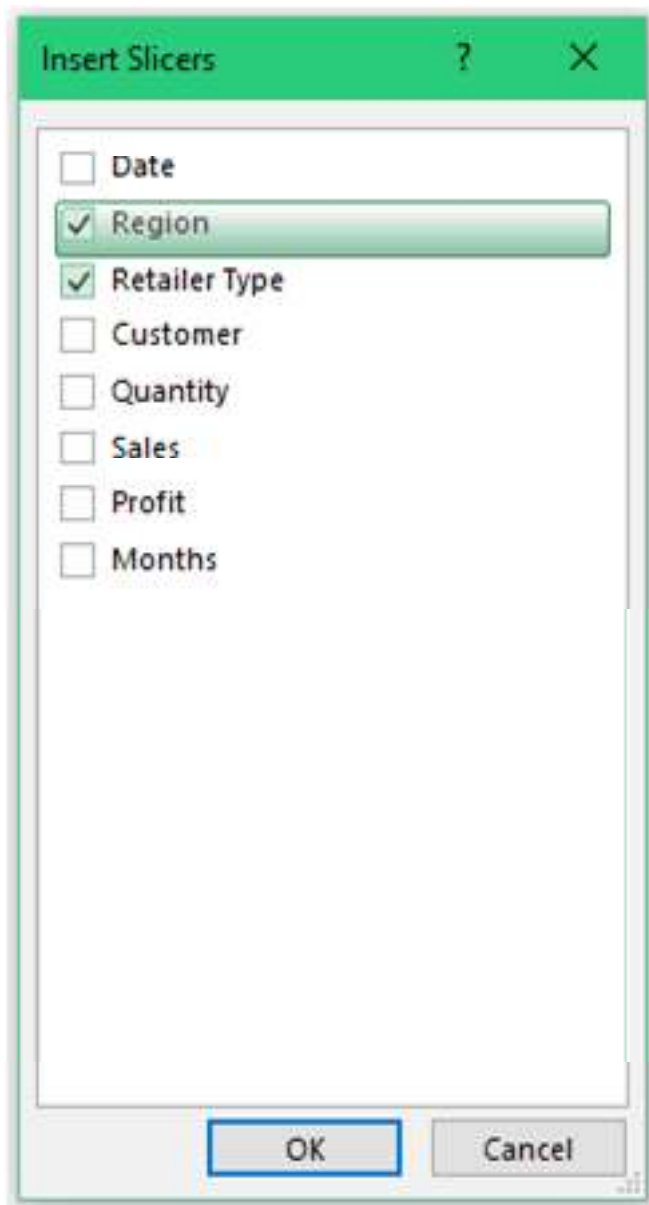 Insert Slicers ?
Date
Region
Retailer Type
Customer
Quantity
Sales
Profit
Months
OK Cancel